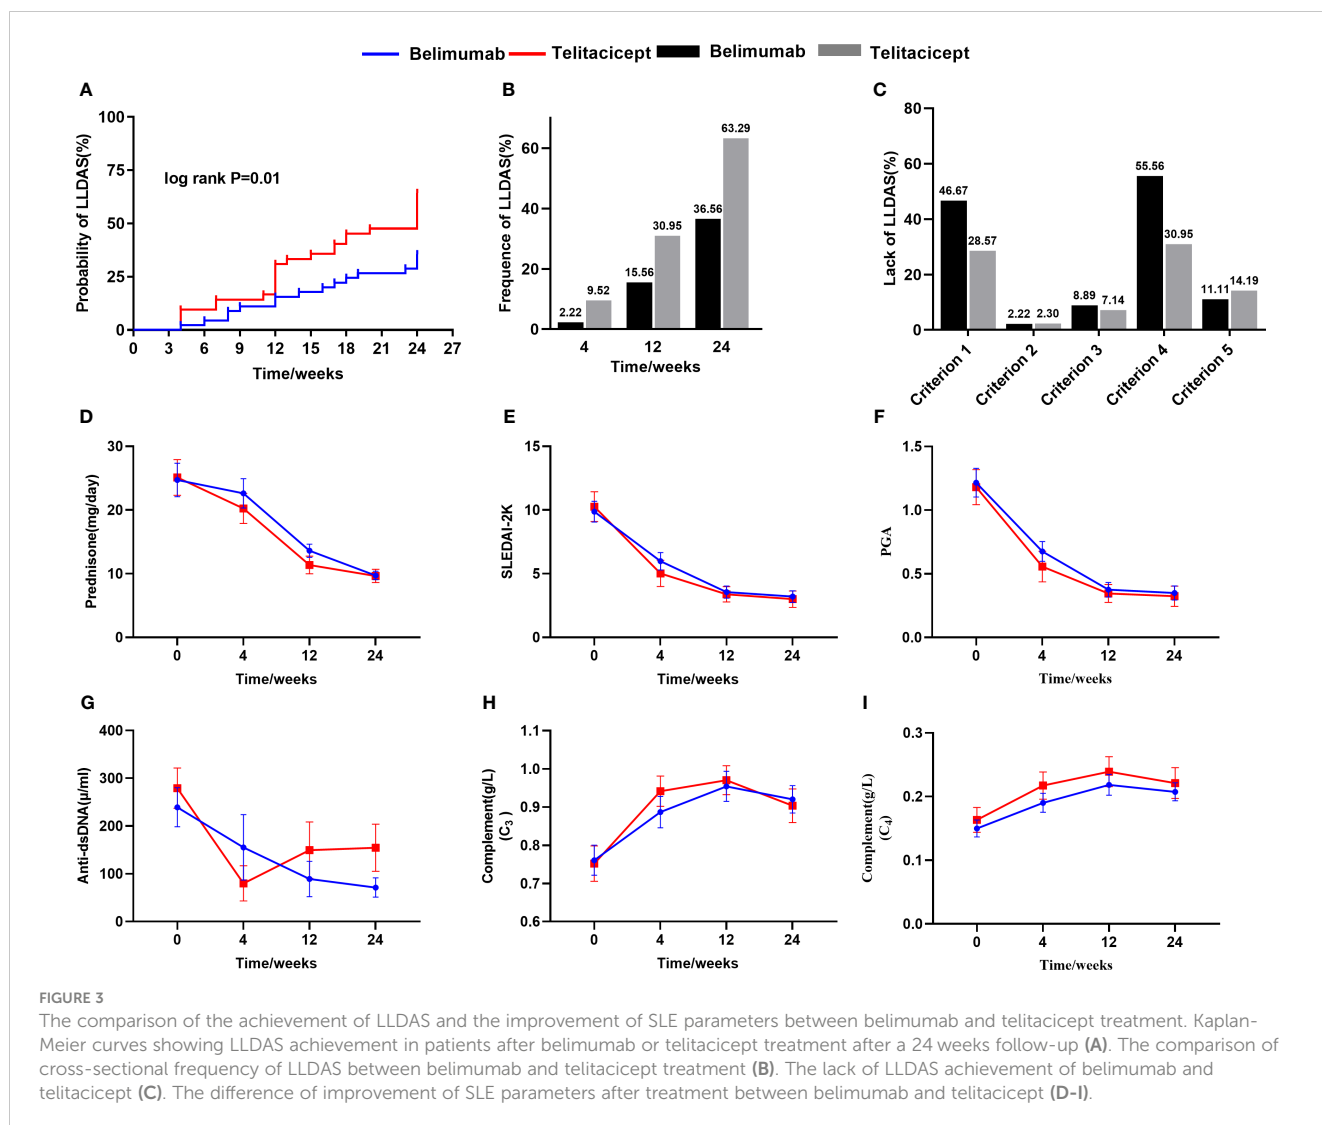 Belimumab Telitacicept Belimumab Telitacicept
A
Probability of LLDAS(%)
100
75
50
25
0
log rank P=0.01
0 3 6 9 12 15 18 21 24 27
Time/weeks
B
Frequence of LLDAS(%)
60
40
20
0
2.22 9.52 15.56 30.95 36.56 63.29
4 12 24
Time/weeks
C
Lack of LLDAS(%)
80
60
40
20
0
46.67 28.57 2.22 2.30 8.89 7.14 55.56 30.95 11.11 14.19
Criterion 1 Criterion 2 Criterion 3 Criterion 4 Criterion 5
D
Prednisone(mg/day)
30
20
10
0
0 4 12 24
Time/weeks
E
SLEDAI-2K
15
10
5
0
0 4 12 24
Time/weeks
F
PGA
1.5
1.0
0.5
0.0
0 4 12 24
Time/weeks
G
Anti-dsDNA(μ/ml)
400
300
200
100
0
0 4 12 24
Time/weeks
H
Complement(g/L)
(C3 )
1.1
1.0
0.9
0.8
0.7
0.6
0 4 12 24
Time/weeks
I
Complement(g/L)
(C4)
0.3
0.2
0.1
0.0
0 4 12 24
Time/weeks
FIGURE 3
The comparison of the achievement of LLDAS and the improvement of SLE parameters between belimumab and telitacicept treatment. Kaplan-
Meier curves showing LLDAS achievement in patients after belimumab or telitacicept treatment after a 24 weeks follow-up (A). The comparison of
cross-sectional frequency of LLDAS between belimumab and telitacicept treatment (B). The lack of LLDAS achievement of belimumab and
telitacicept (C). The difference of improvement of SLE parameters after treatment between belimumab and telitacicept (D-I).